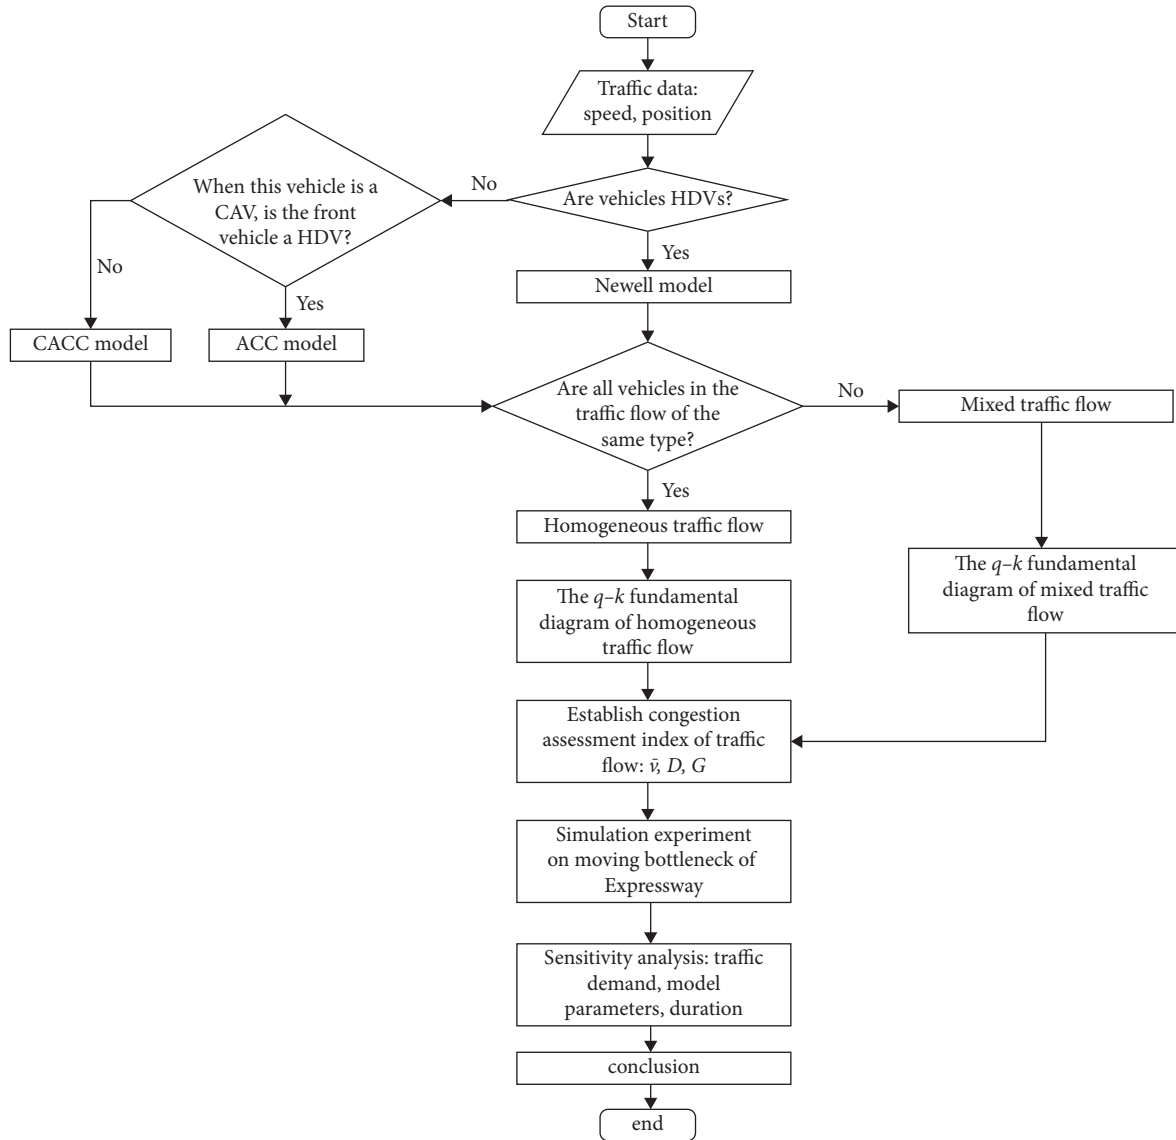 Start
Traffic data:
speed, position
Are vehicles HDVs?
No
When this vehicle is a
CAV, is the front
vehicle a HDV?
Yes
Newell model
No
Yes
CACC model
ACC model
Are all vehicles in the
traffic flow of the
same type?
No
Mixed traffic flow
Yes
Homogeneous traffic flow
The q–k fundamental
diagram of mixed traffic
flow
The q–k fundamental
diagram of homogeneous
traffic flow
Establish congestion
assessment index of traffic
flow: v̄, D, G
Simulation experiment
on moving bottleneck of
Expressway
Sensitivity analysis: traffic
demand, model
parameters, duration
conclusion
end